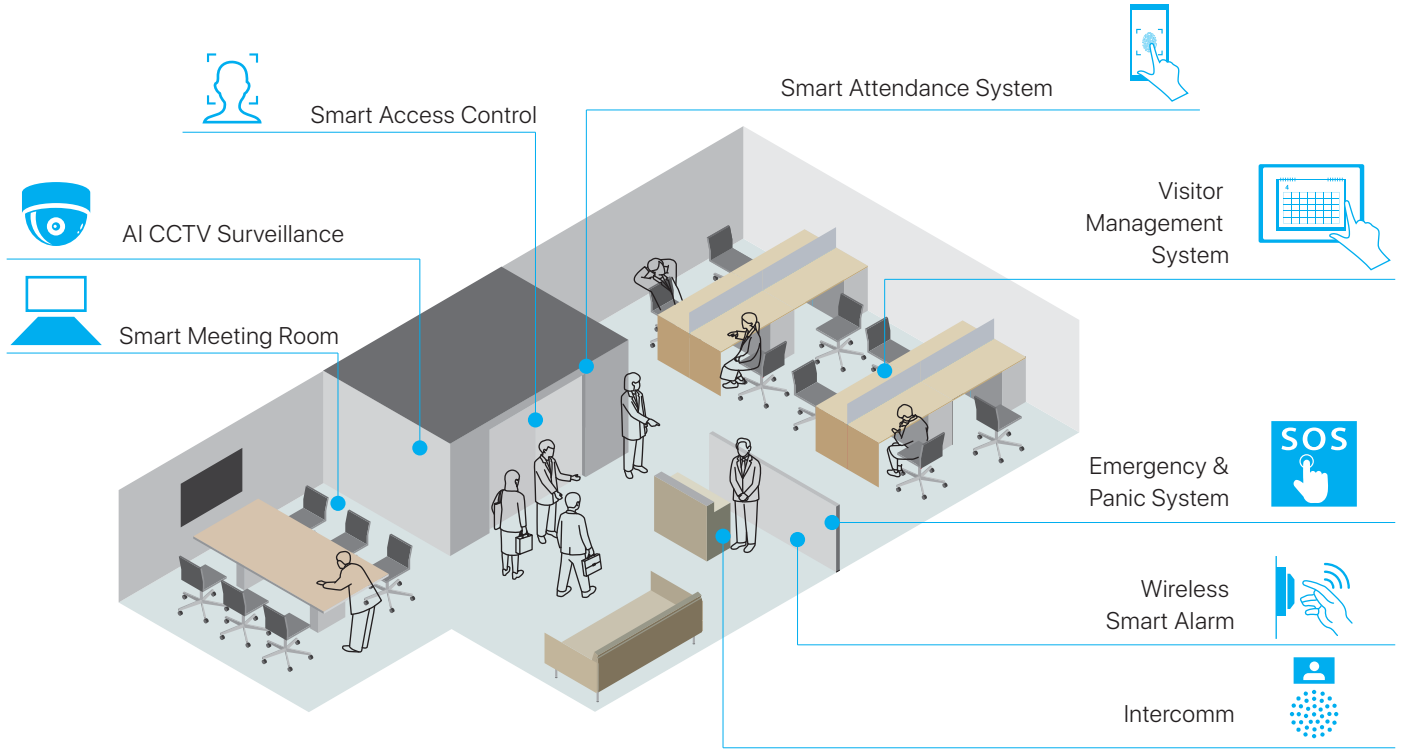 Smart Attendance System
Smart Access Control
AI CCTV Surveillance
Smart Meeting Room
Visitor
Management
System
4
SOS
Emergency &
Panic System
Wireless
Smart Alarm
Intercomm